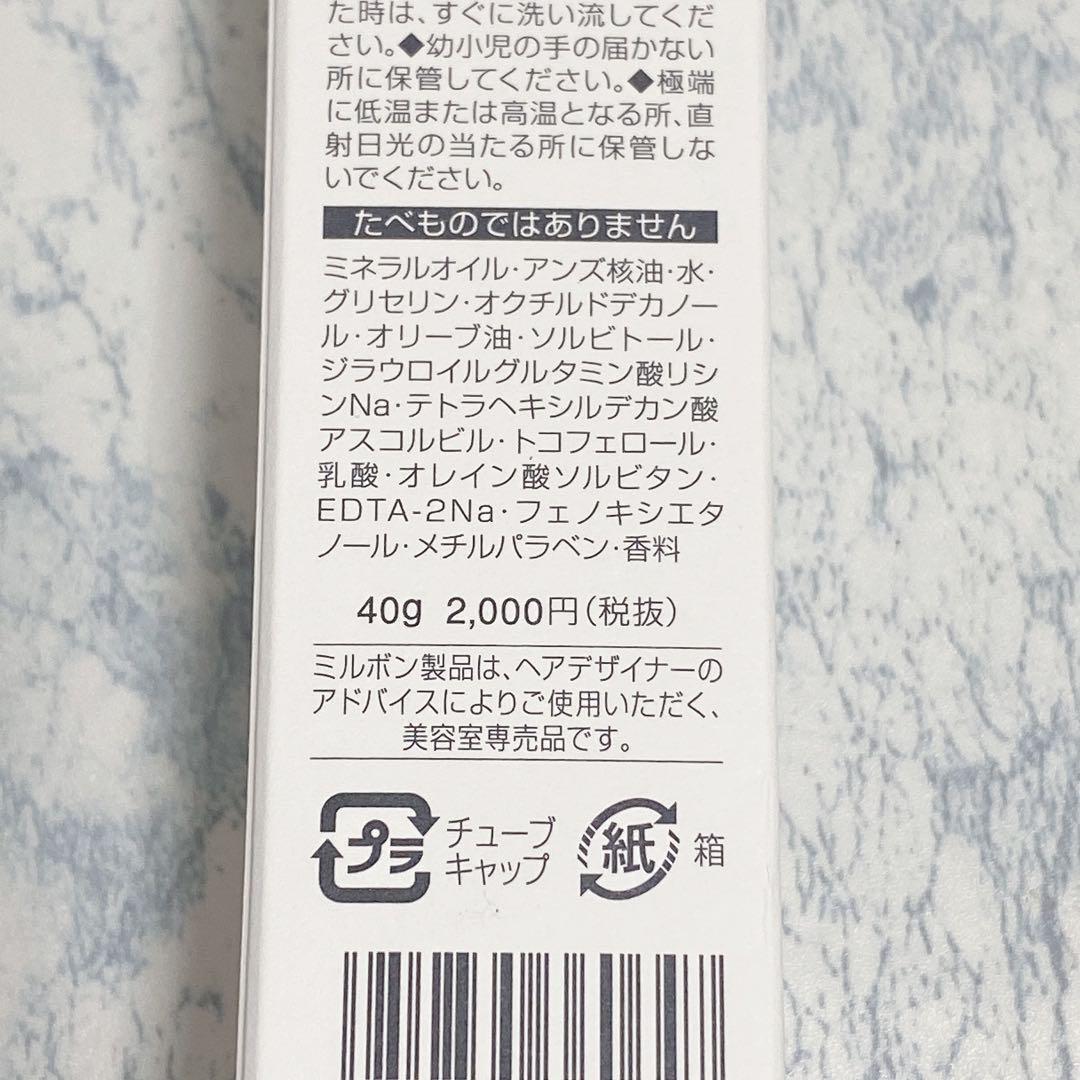 た時は、すぐに洗い流してくだ
さい。◆幼小児の手の届かない
所に保管してください。◆極端
に低温または高温となる所、直
射日光の当たる所に保管しな
いでください。
たべものではありません
ミネラルオイル・アンズ核油・水・
グリセリン・オクチルドデカノー
ル・オリーブ油・ソルビトール・
ジラウロイルグルタミン酸リシ
ンNa・テトラヘキシルデカン酸
アスコルビル・トコフェロール・
乳酸・オレイン酸ソルビタン・
EDTA-2Na・フェノキシエタ
ノール・メチルパラベン・香料
40g 2,000円(税抜)
ミルボン製品は、ヘアデザイナーの
アドバイスによりご使用いただく、
美容室専売品です。
プラ チューブ
キャップ
紙 箱